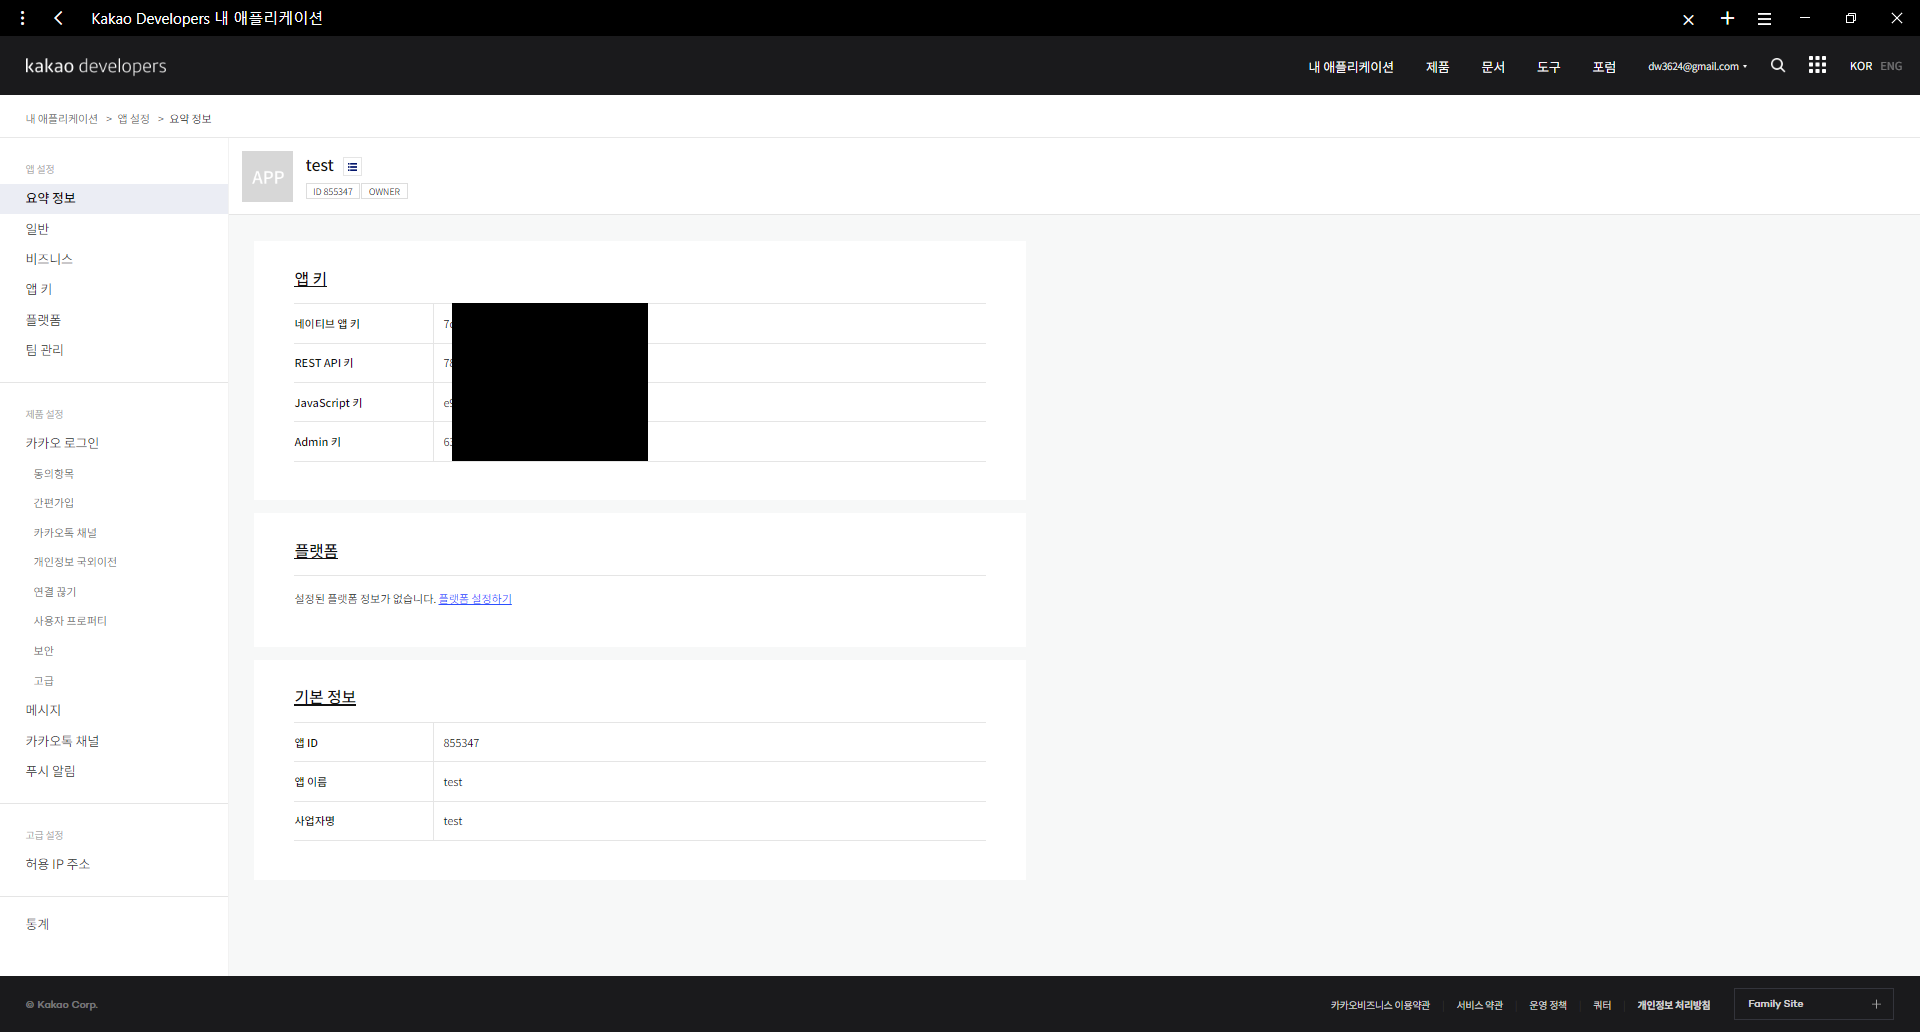 Kakao Developers 내 애플리케이션
kakao developers
내 애플리케이션 제품 문서 도구 포럼 dw3624@gmail.com KOR ENG
내 애플리케이션 > 앱 설정 > 요약 정보
앱 설정
요약 정보
일반
비즈니스
앱 키
플랫폼
팀 관리
제품 설정
카카오 로그인
동의항목
간편가입
카카오톡 채널
개인정보 국외이전
연결 끊기
사용자 프로퍼티
보안
고급
메시지
카카오톡 채널
푸시 알림
고급 설정
허용 IP 주소
통계
APP
test
ID 855347 OWNER
앱 키
네이티브 앱 키
REST API 키 78
JavaScript 키
Admin 키
플랫폼
설정된 플랫폼 정보가 없습니다. 플랫폼 설정하기
기본 정보
앱 ID 855347
앱 이름 test
사업자명 test
© Kakao Corp.
카카오비즈니스 이용약관 서비스 약관 운영 정책 쿼터 개인정보 처리방침 Family Site +